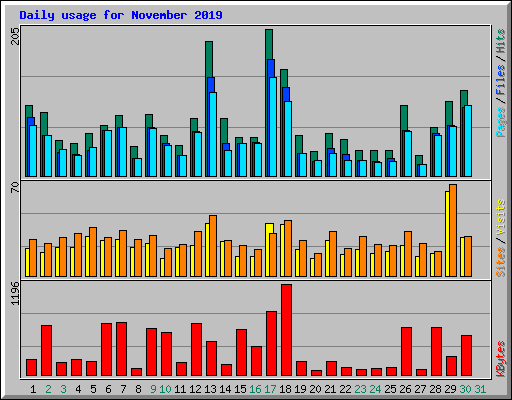 Daily usage for November 2019
205
Pages / Files / Hits
70
Sites / Visits
1196
KBytes
1 2 3 4 5 6 7 8 9 10 11 12 13 14 15 16 17 18 19 20 21 22 23 24 25 26 27 28 29 30 31